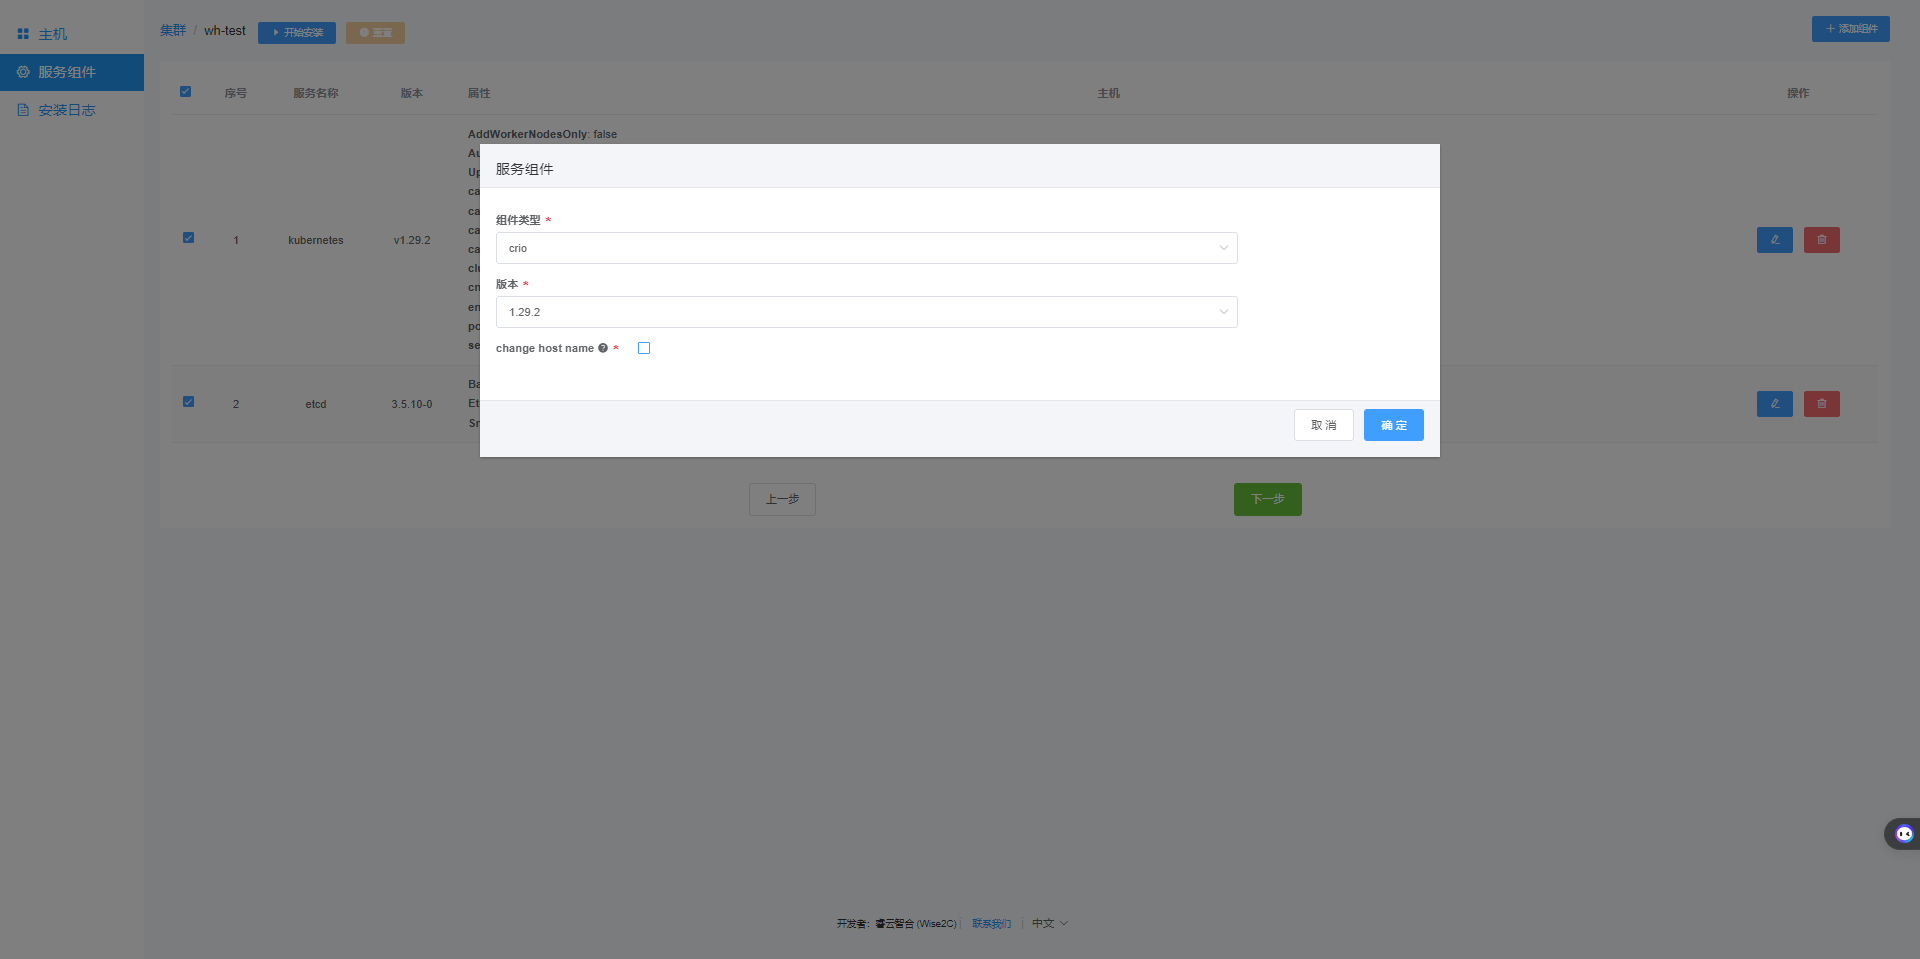 主机
服务组件
安装日志
集群 / wh-test 开始安装 重置
添加组件
序号 服务名称 版本 属性 主机 操作
AddWorkerNodesOnly: false
Au
Up
ca
ca
ca
ca
clu
cn
en
po
se
1 kubernetes v1.29.2
2 etcd 3.5.10-0
Ba
Et
Sn
服务组件
组件类型 *
crio
版本 *
1.29.2
change host name ? *
取 消 确 定
上一步 下一步
开发者：睿云智合 (Wise2C) | 联系我们 | 中文